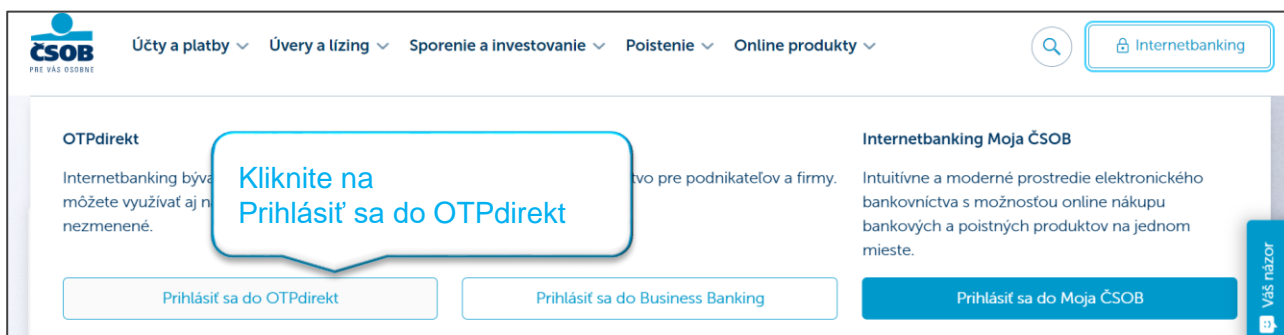 ČSOB
PRE VÁS OSOBNE
Účty a platby
Úvery a lízing
Sporenie a investovanie
Poistenie
Online produkty
Internetbanking
OTPdirekt
Internetbanking
môžete využívať aj
nezmenené.
Kliknite na
Prihlásiť sa do OTPdirekt
pre podnikateľov a firmy.
Internetbanking Moja ČSOB
Intuitívne a moderné prostredie elektronického
bankovníctva s možnosťou online nákupu
bankových a poistných produktov na jednom
mieste.
Prihlásiť sa do OTPdirekt
Prihlásiť sa do Business Banking
Prihlásiť sa do Moja ČSOB
Váš názor